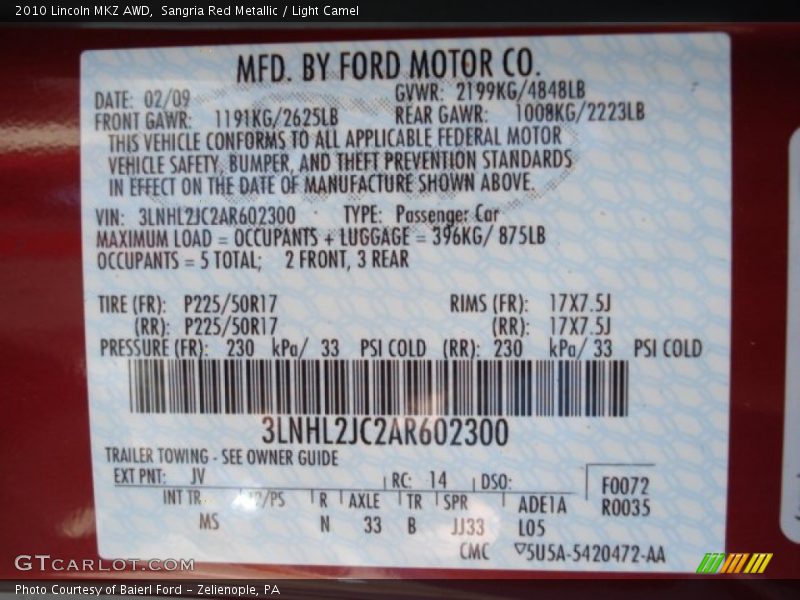 2010 Lincoln MKZ AWD, Sangria Red Metallic / Light Camel
MFD. BY FORD MOTOR CO.
DATE: 02/09 GVWR: 2199KG/4848LB
FRONT GAWR: 1191KG/2625LB REAR GAWR: 1008KG/2223LB
THIS VEHICLE CONFORMS TO ALL APPLICABLE FEDERAL MOTOR
VEHICLE SAFETY, BUMPER, AND THEFT PREVENTION STANDARDS
IN EFFECT ON THE DATE OF MANUFACTURE SHOWN ABOVE.
VIN: 3LNHL2JC2AR602300 TYPE: Passenger Car
MAXIMUM LOAD = OCCUPANTS + LUGGAGE = 396KG/ 875LB
OCCUPANTS = 5 TOTAL; 2 FRONT, 3 REAR
TIRE (FR): P225/50R17 RIMS (FR): 17X7.5J
(RR): P225/50R17 (RR): 17X7.5J
PRESSURE (FR): 230 kPa/ 33 PSI COLD (RR): 230 kPa/ 33 PSI COLD
3LNHL2JC2AR602300
TRAILER TOWING - SEE OWNER GUIDE
EXT PNT: JV RC: 14 DSO: F0072
INT TR /PS R AXLE TR SPR ADE1A R0035
MS N 33 B JJ33 L05
CMC 5U5A-5420472-AA
GTCARLOT.COM
Photo Courtesy of Baierl Ford - Zelienople, PA